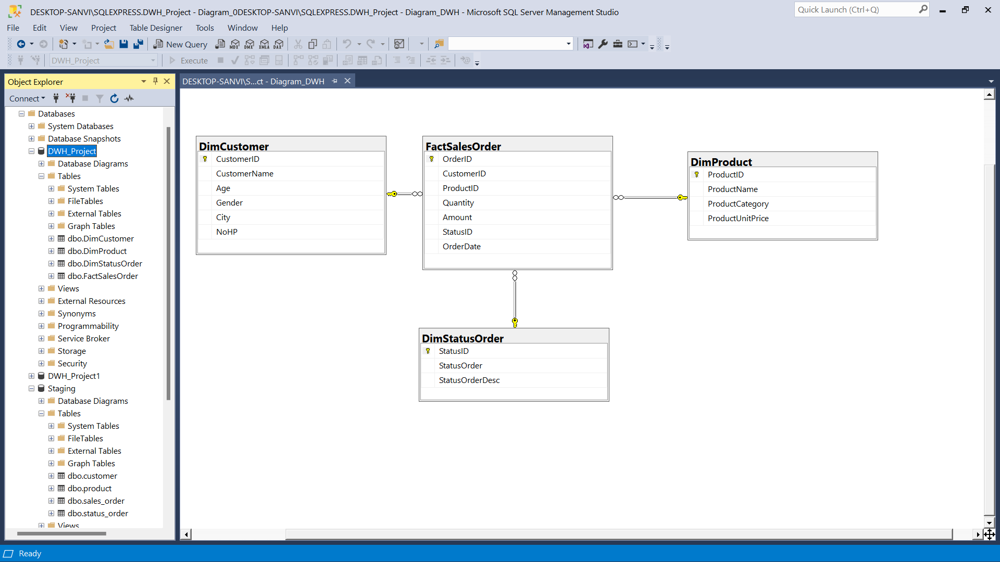 DESKTOP-SANVI\SQLEXPRESS.DWH_Project - Diagram_0DESKTOP-SANVI\SQLEXPRESS.DWH_Project - Diagram_DWH - Microsoft SQL Server Management Studio
Quick Launch (Ctrl+Q)
File Edit View Project Table Designer Tools Window Help
New Query MDX DMX XMLA DAX
DWH_Project Execute
Object Explorer
Connect
Databases
System Databases
Database Snapshots
DWH_Project
Database Diagrams
Tables
System Tables
FileTables
External Tables
Graph Tables
dbo.DimCustomer
dbo.DimProduct
dbo.DimStatusOrder
dbo.FactSalesOrder
Views
External Resources
Synonyms
Programmability
Service Broker
Storage
Security
DWH_Project1
Staging
Database Diagrams
Tables
System Tables
FileTables
External Tables
Graph Tables
dbo.customer
dbo.product
dbo.sales_order
dbo.status_order
Views
DESKTOP-SANVI\S...ct - Diagram_DWH
DimCustomer
CustomerID
CustomerName
Age
Gender
City
NoHP
FactSalesOrder
OrderID
CustomerID
ProductID
Quantity
Amount
StatusID
OrderDate
DimProduct
ProductID
ProductName
ProductCategory
ProductUnitPrice
DimStatusOrder
StatusID
StatusOrder
StatusOrderDesc
Ready